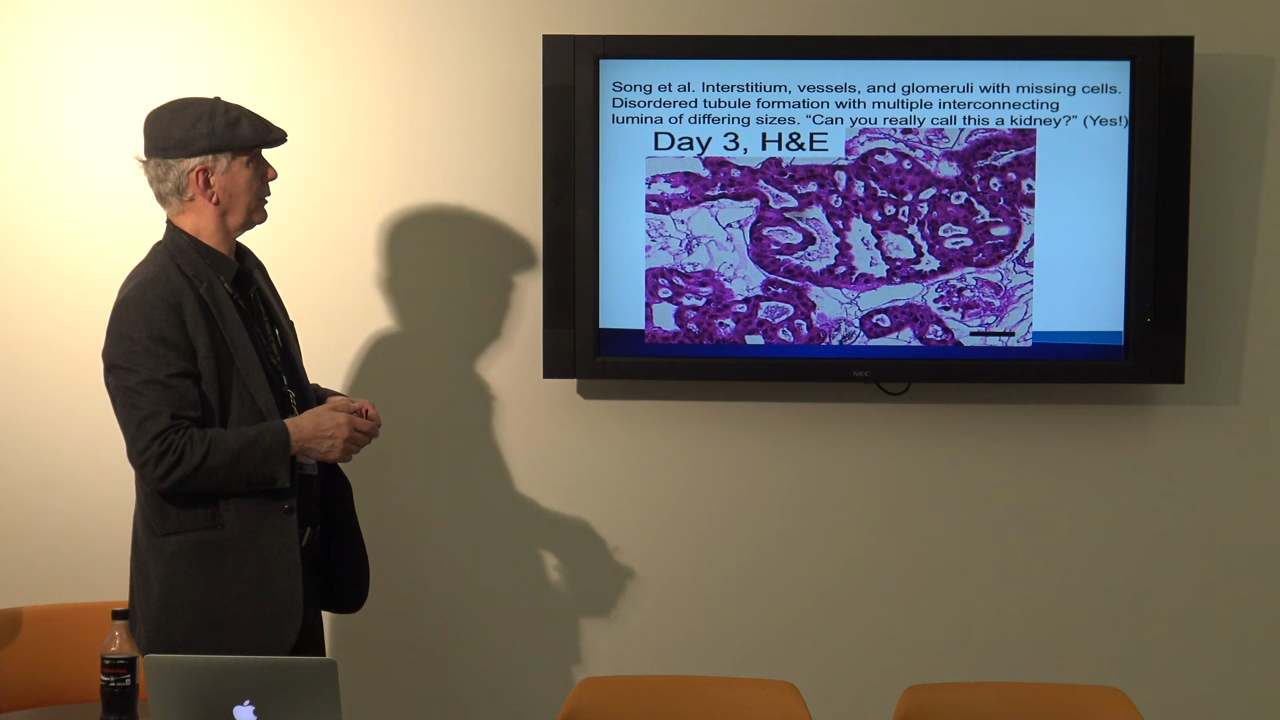 Song et al. Interstitium, vessels, and glomeruli with missing cells.
Disordered tubule formation with multiple interconnecting
lumina of differing sizes. “Can you really call this a kidney?” (Yes!)
Day 3, H&E
NEC